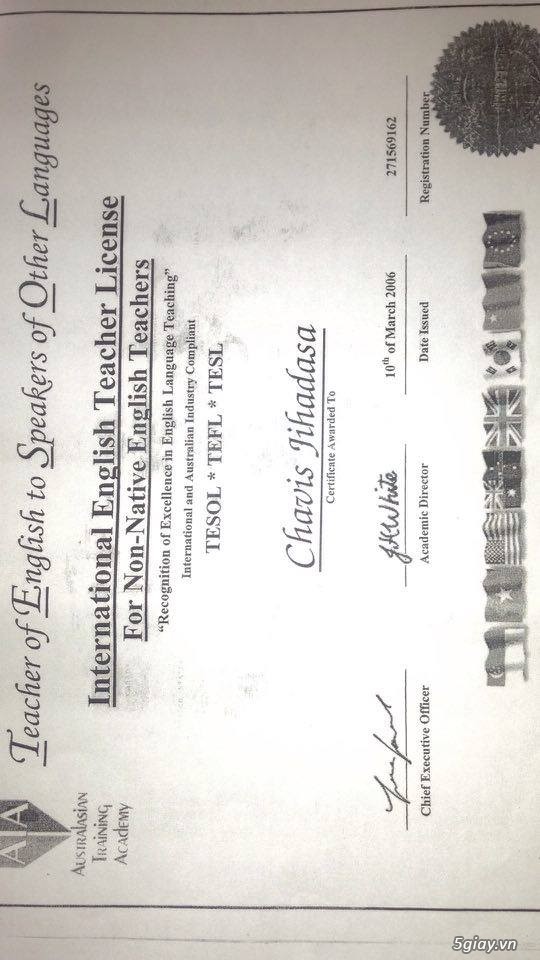 ATA
AUSTRALASIAN
TRAINING
ACADEMY
Teacher of English to Speakers of Other Languages
International English Teacher License
For Non-Native English Teachers
“Recognition of Excellence in English Language Teaching”
International and Australian Industry Compliant
TESOL * TEFL * TESL
Chavis Jihadasa
Certificate Awarded To
JHWhite
10th of March 2006
271569162
Chief Executive Officer
Academic Director
Date Issued
Registration Number
5giay.vn